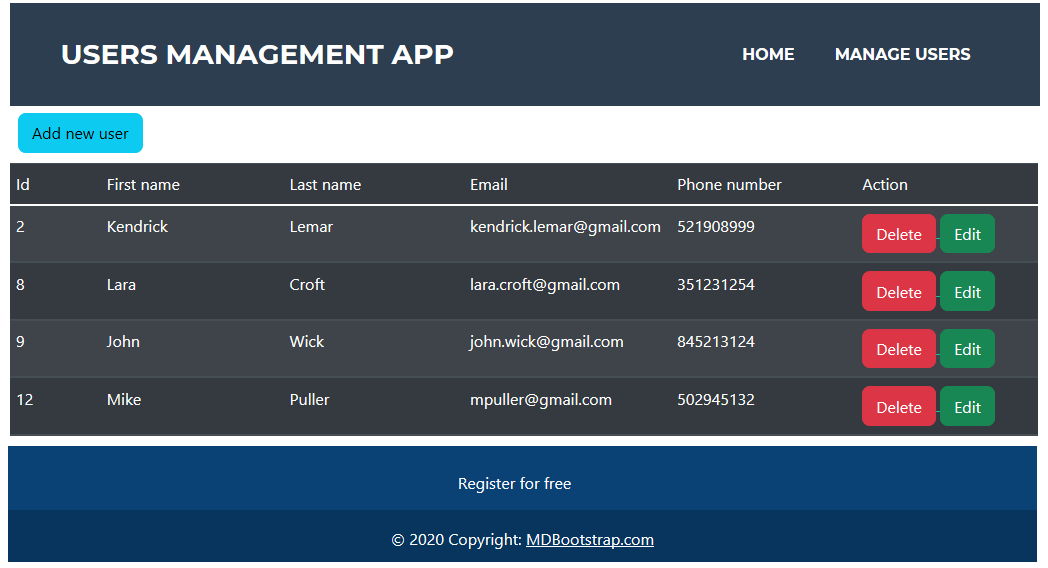 USERS MANAGEMENT APP HOME MANAGE USERS
Add new user
Id First name Last name Email Phone number Action
2 Kendrick Lemar kendrick.lemar@gmail.com 521908999 Delete Edit
8 Lara Croft lara.croft@gmail.com 351231254 Delete Edit
9 John Wick john.wick@gmail.com 845213124 Delete Edit
12 Mike Puller mpuller@gmail.com 502945132 Delete Edit
Register for free
© 2020 Copyright: MDBootstrap.com